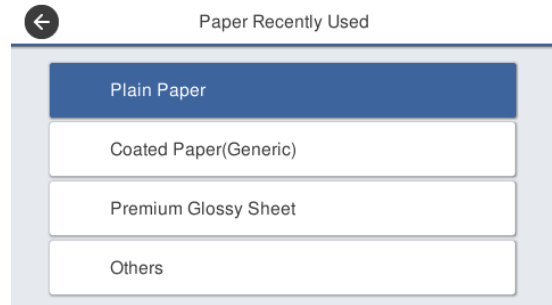 Paper Recently Used
Plain Paper
Coated Paper(Generic)
Premium Glossy Sheet
Others